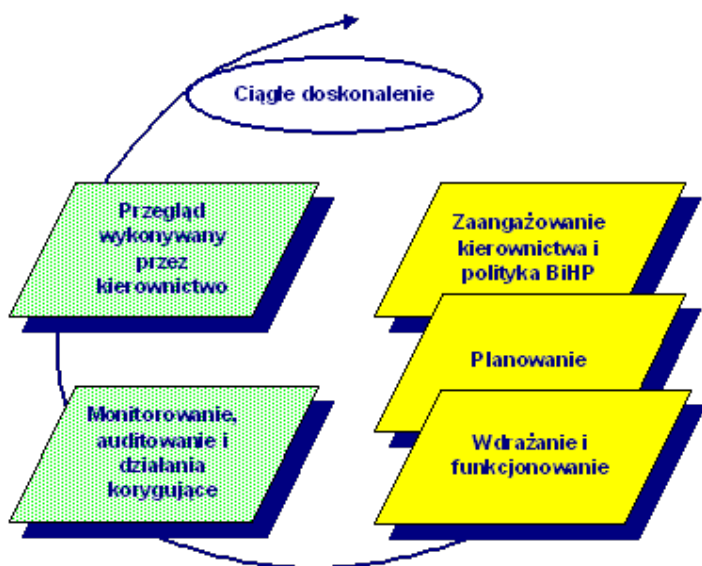 Ciągłe doskonalenie
Przegląd
wykonywany
przez
kierownictwo
Zaangażowanie
kierownictwa i
polityka BiHP
Planowanie
Monitorowanie,
auditowanie i
działania
korygujące
Wdrażanie i
funkcjonowanie